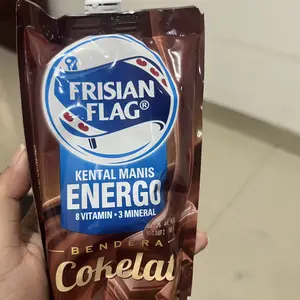 FRISIAN
FLAG®
KENTAL MANIS
ENERGO
8 VITAMIN • 3 MINERAL
BENDERA
Cokelat